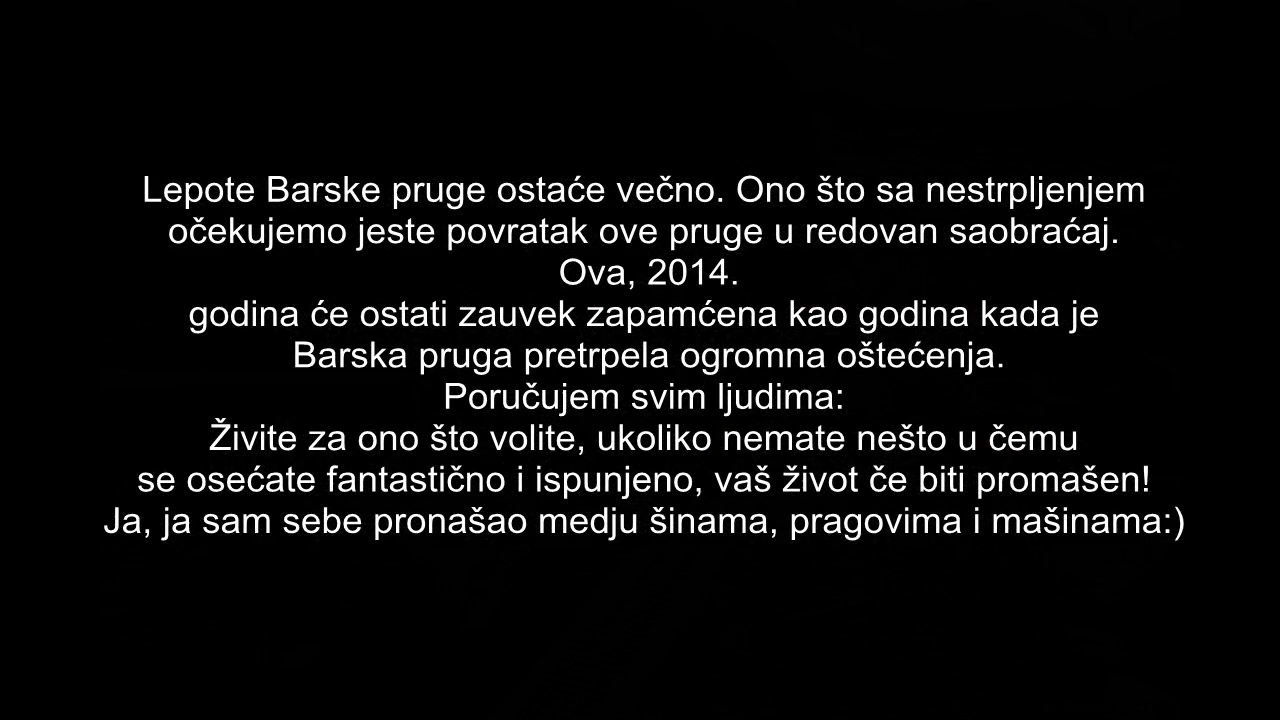 Lepote Barske pruge ostaće večno. Ono što sa nestrpljenjem
očekujemo jeste povratak ove pruge u redovan saobraćaj.
Ova, 2014.
godina će ostati zauvek zapamćena kao godina kada je
Barska pruga pretrpela ogromna oštećenja.
Poručujem svim ljudima:
Živite za ono što volite, ukoliko nemate nešto u čemu
se osećate fantastično i ispunjeno, vaš život če biti promašen!
Ja, ja sam sebe pronašao medju šinama, pragovima i mašinama:)